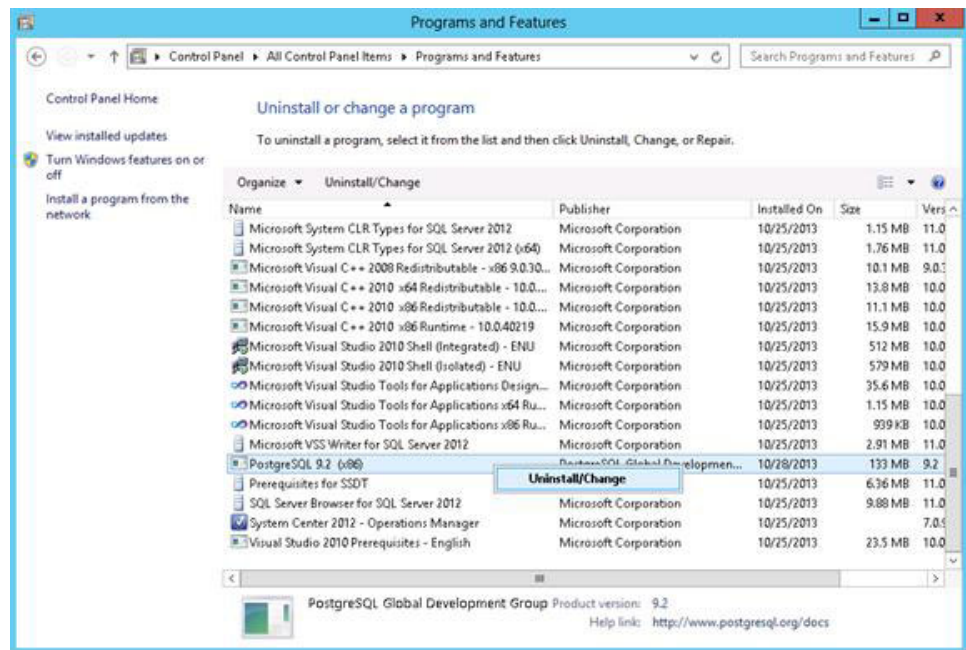 Programs and Features
Control Panel ▸ All Control Panel Items ▸ Programs and Features
Search Programs and Features
Control Panel Home
View installed updates
Turn Windows features on or
off
Install a program from the
network
Uninstall or change a program
To uninstall a program, select it from the list and then click Uninstall, Change, or Repair.
Organize Uninstall/Change
Name Publisher Installed On Size Vers
Microsoft System CLR Types for SQL Server 2012 Microsoft Corporation 10/25/2013 1.15 MB 11.0
Microsoft System CLR Types for SQL Server 2012 (x64) Microsoft Corporation 10/25/2013 1.76 MB 11.0
Microsoft Visual C++ 2008 Redistributable - x86 9.0.30... Microsoft Corporation 10/25/2013 10.1 MB 9.0.
Microsoft Visual C++ 2010 x64 Redistributable - 10.0.... Microsoft Corporation 10/25/2013 13.8 MB 10.0
Microsoft Visual C++ 2010 x86 Redistributable - 10.0.... Microsoft Corporation 10/25/2013 11.1 MB 10.0
Microsoft Visual C++ 2010 x86 Runtime - 10.0.40219 Microsoft Corporation 10/25/2013 15.9 MB 10.0
Microsoft Visual Studio 2010 Shell (Integrated) - ENU Microsoft Corporation 10/25/2013 512 MB 10.0
Microsoft Visual Studio 2010 Shell (Isolated) - ENU Microsoft Corporation 10/25/2013 579 MB 10.0
Microsoft Visual Studio Tools for Applications Design... Microsoft Corporation 10/25/2013 35.6 MB 10.0
Microsoft Visual Studio Tools for Applications x64 Ru... Microsoft Corporation 10/25/2013 1.15 MB 10.0
Microsoft Visual Studio Tools for Applications x86 Ru... Microsoft Corporation 10/25/2013 939 KB 10.0
Microsoft VSS Writer for SQL Server 2012 Microsoft Corporation 10/25/2013 2.91 MB 11.0
PostgreSQL 9.2 (x86) PostgreSQL Global Developmen... 10/28/2013 133 MB 9.2
Uninstall/Change
Prerequisites for SSDT 10/25/2013 6.36 MB 11.0
SQL Server Browser for SQL Server 2012 Microsoft Corporation 10/25/2013 9.88 MB 11.0
System Center 2012 - Operations Manager Microsoft Corporation 10/25/2013 7.0.
Visual Studio 2010 Prerequisites - English Microsoft Corporation 10/25/2013 23.5 MB 10.0
PostgreSQL Global Development Group Product version: 9.2
Help link: http://www.postgresql.org/docs